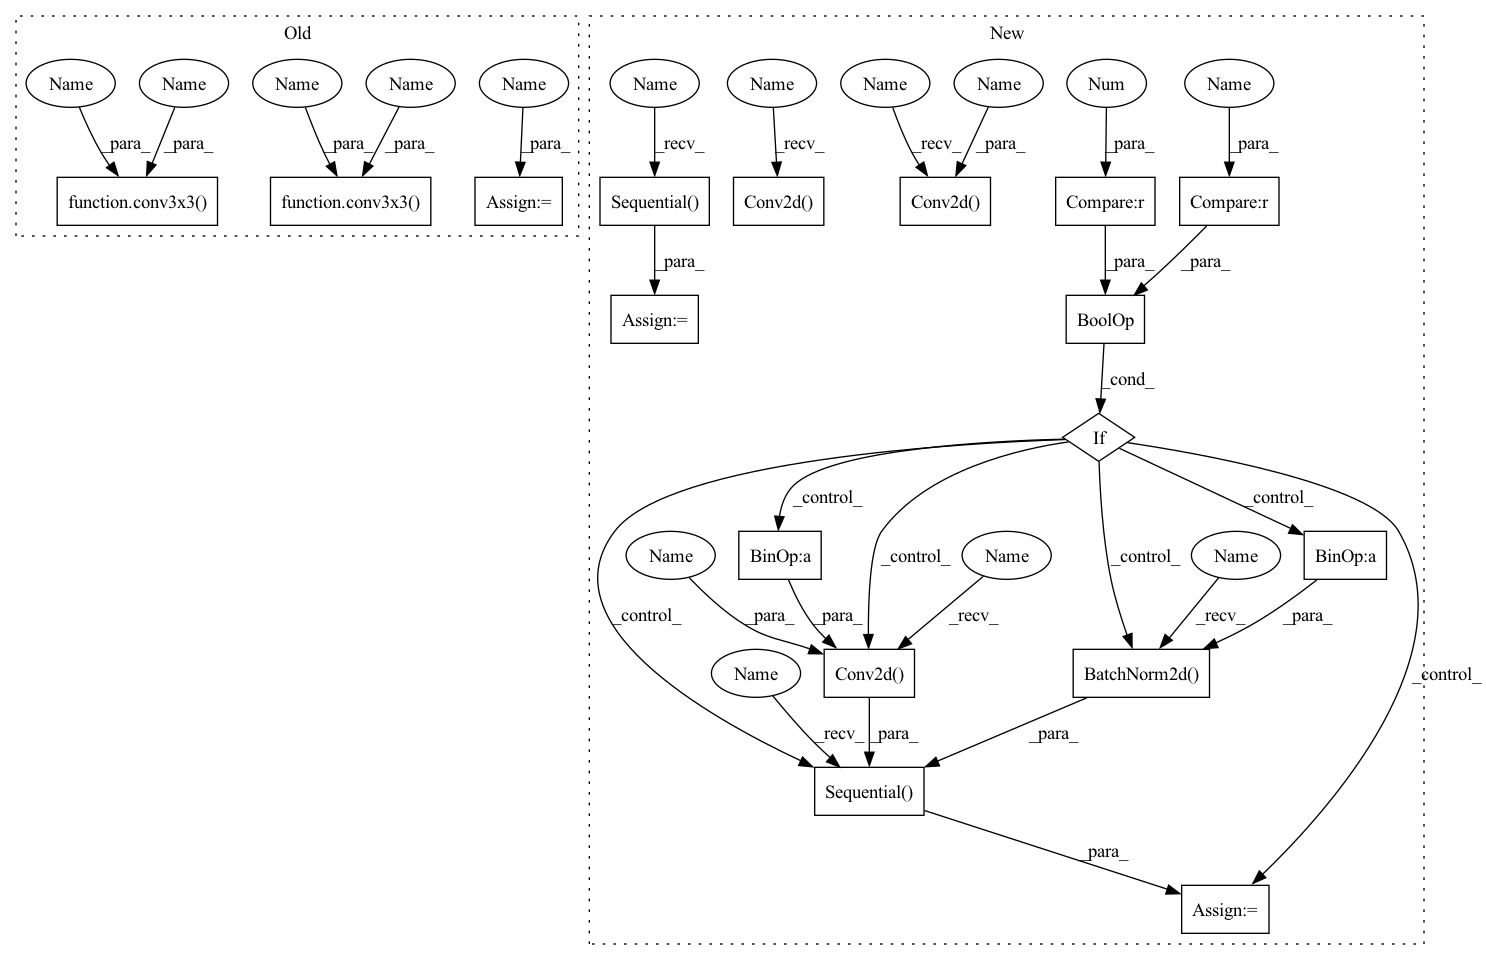 Old
New
Name
Name
Name
Name
Name
Name
Name
Name
Name
Num
Name
_para_
_para_
_para_
_para_
_para_
_recv_
_recv_
_recv_
_para_
_para_
_para_
function.conv3x3()
function.conv3x3()
Assign:=
Sequential()
Conv2d()
Conv2d()
Compare:r
Compare:r
_para_
_para_
_para_
Assign:=
BoolOp
_cond_
If
_control_
_control_
_control_
_control_
_control_
_control_
Name
BinOp:a
Name
Name
BinOp:a
_para_
_para_
_recv_
_recv_
_para_
Name
Conv2d()
BatchNorm2d()
_recv_
_para_
_para_
Sequential()
_para_
Assign:=